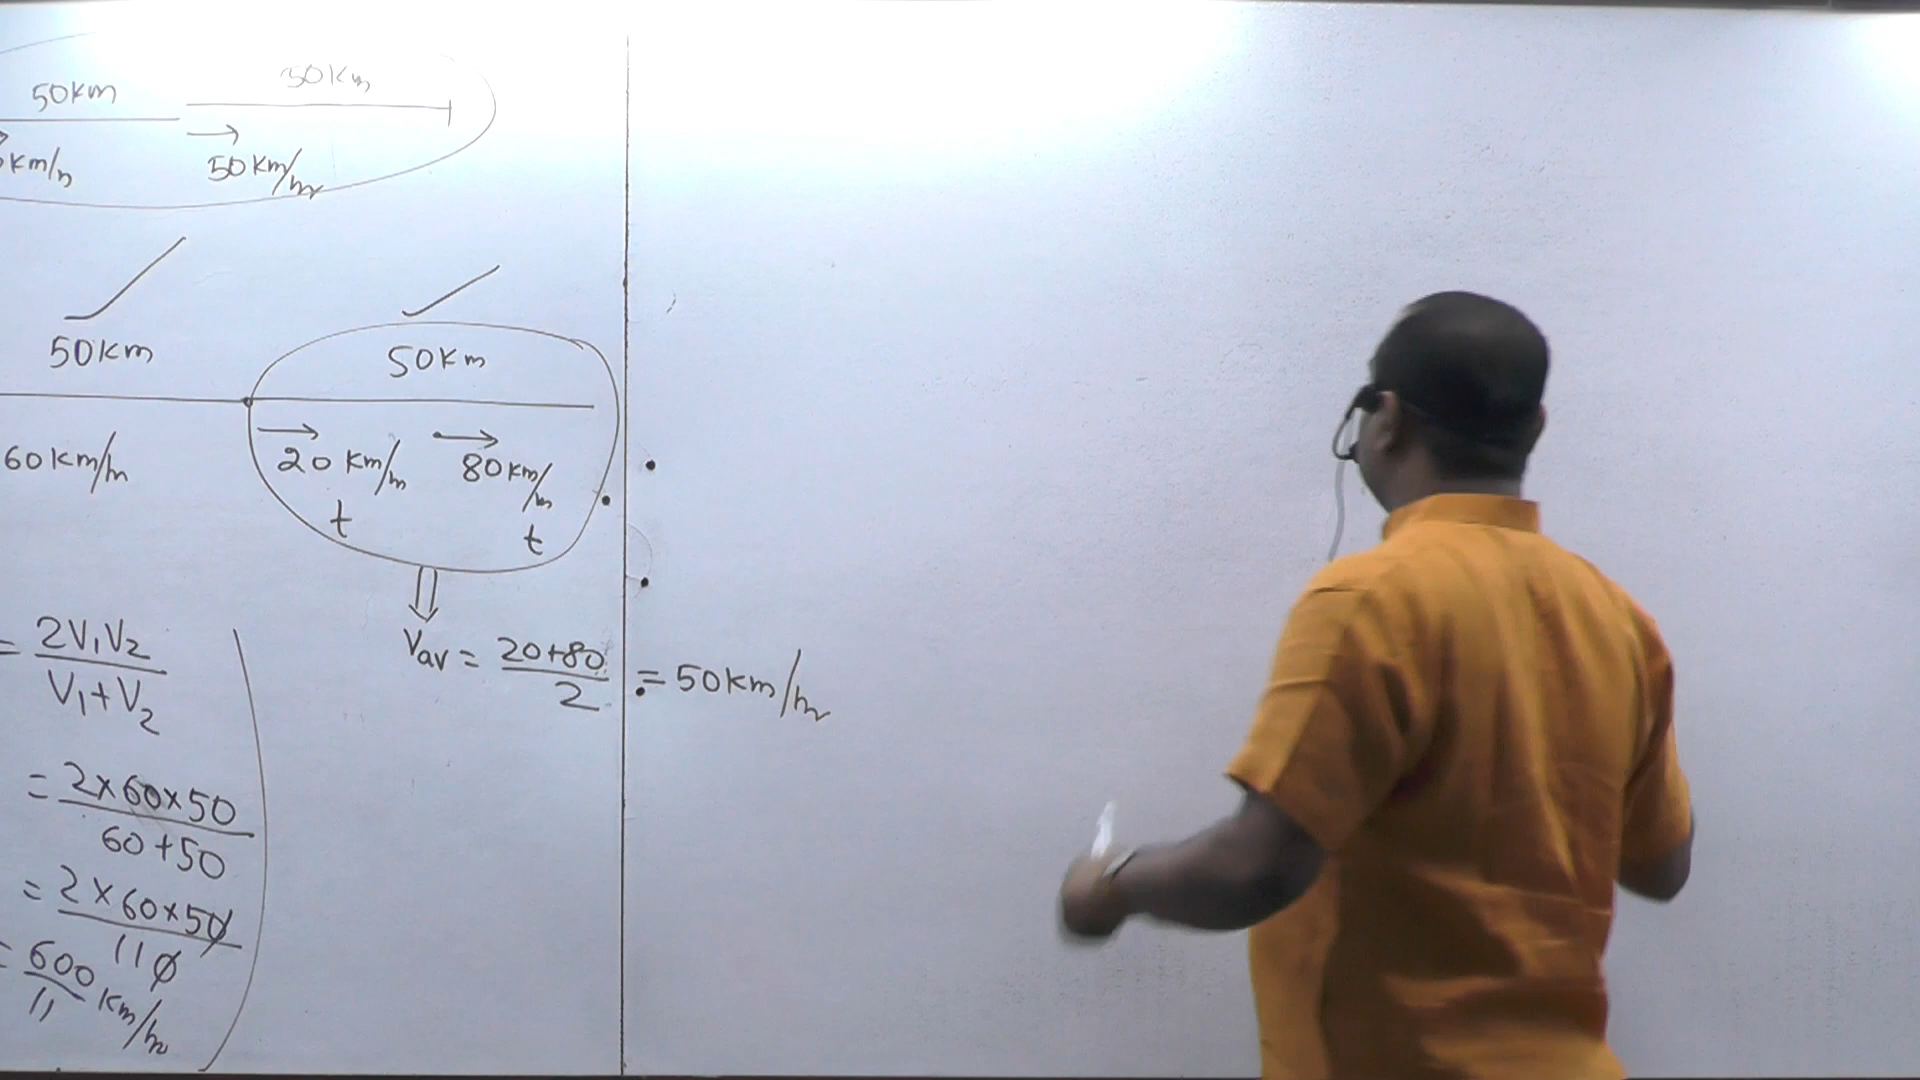 50km 50km
km/h 50km/hr
50km 50km
60km/hr 20 km/hr 80km/hr
t t
= 2V₁V₂ / V₁+V₂
Vav = 20+80 / 2 = 50km/hr
= 2×60×50 / 60+50
= 2×60×50 / 110
= 600 / 11 km/hr